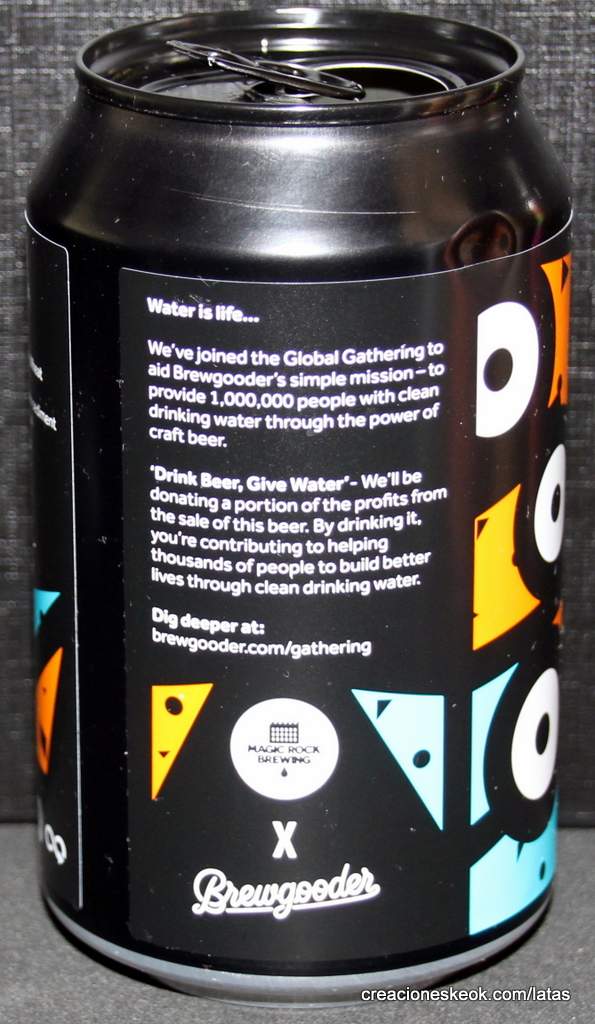 Water is life...
We've joined the Global Gathering to
aid Brewgooder's simple mission – to
provide 1,000,000 people with clean
drinking water through the power of
craft beer.
'Drink Beer, Give Water' - We'll be
donating a portion of the profits from
the sale of this beer. By drinking it,
you're contributing to helping
thousands of people to build better
lives through clean drinking water.
Dig deeper at:
brewgooder.com/gathering
MAGIC ROCK
BREWING
X
Brewgooder
D
creacioneskeok.com/latas